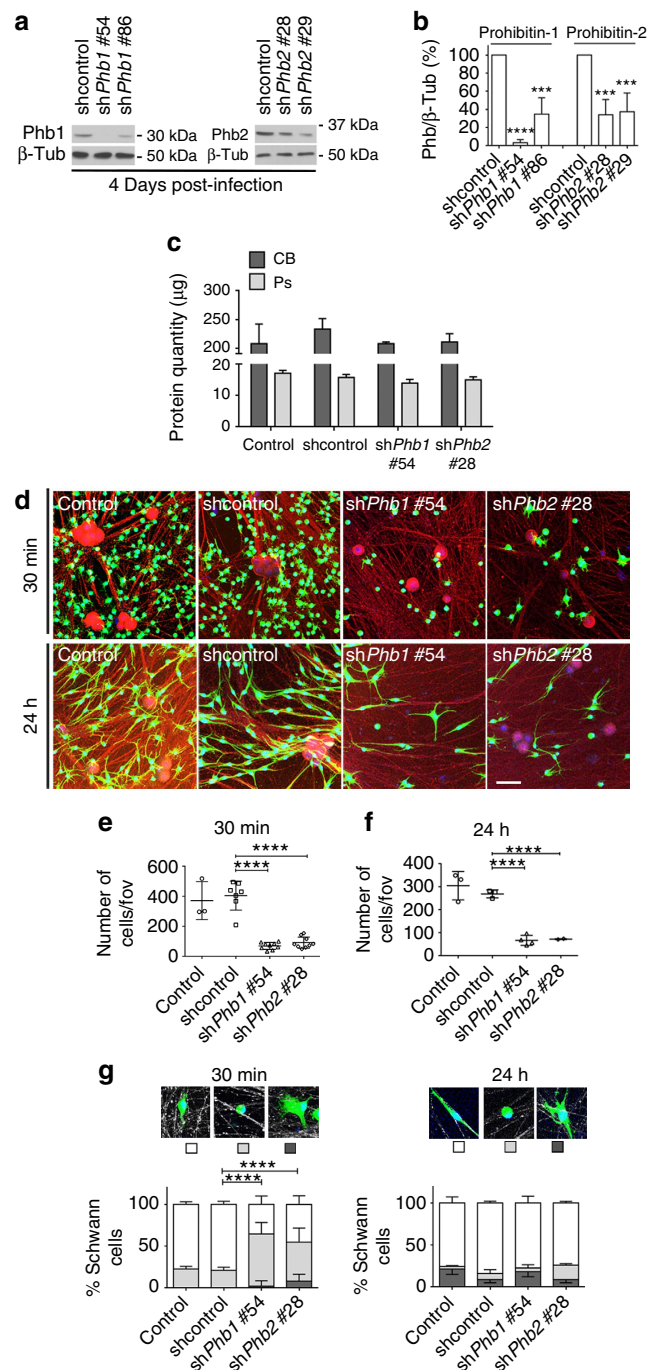 a
shcontrol
shPhb1 #54
shPhb1 #86
shcontrol
shPhb2 #28
shPhb2 #29
Phb1
- 30 kDa
β-Tub
- 50 kDa
Phb2
- 37 kDa
β-Tub
- 50 kDa
4 Days post-infection
b
Prohibitin-1 Prohibitin-2
Phb/β-Tub (%)
100
80
60
40
20
0
**** *** *** ***
shcontrol
shPhb1 #54
shPhb1 #86
shcontrol
shPhb2 #28
shPhb2 #29
c
CB
Ps
Protein quantity (µg)
300
250
200
20
10
0
Control shcontrol shPhb1 #54 shPhb2 #28
d
30 min
Control shcontrol shPhb1 #54 shPhb2 #28
24 h
Control shcontrol shPhb1 #54 shPhb2 #28
e
30 min
****
****
Number of cells/fov
600
400
200
0
Control
shcontrol
shPhb1 #54
shPhb2 #28
f
24 h
****
****
Number of cells/fov
400
300
200
100
0
Control
shcontrol
shPhb1 #54
shPhb2 #28
g
30 min
****
****
% Schwann cells
100
50
0
Control
shcontrol
shPhb1 #54
shPhb2 #28
24 h
% Schwann cells
100
50
0
Control
shcontrol
shPhb1 #54
shPhb2 #28